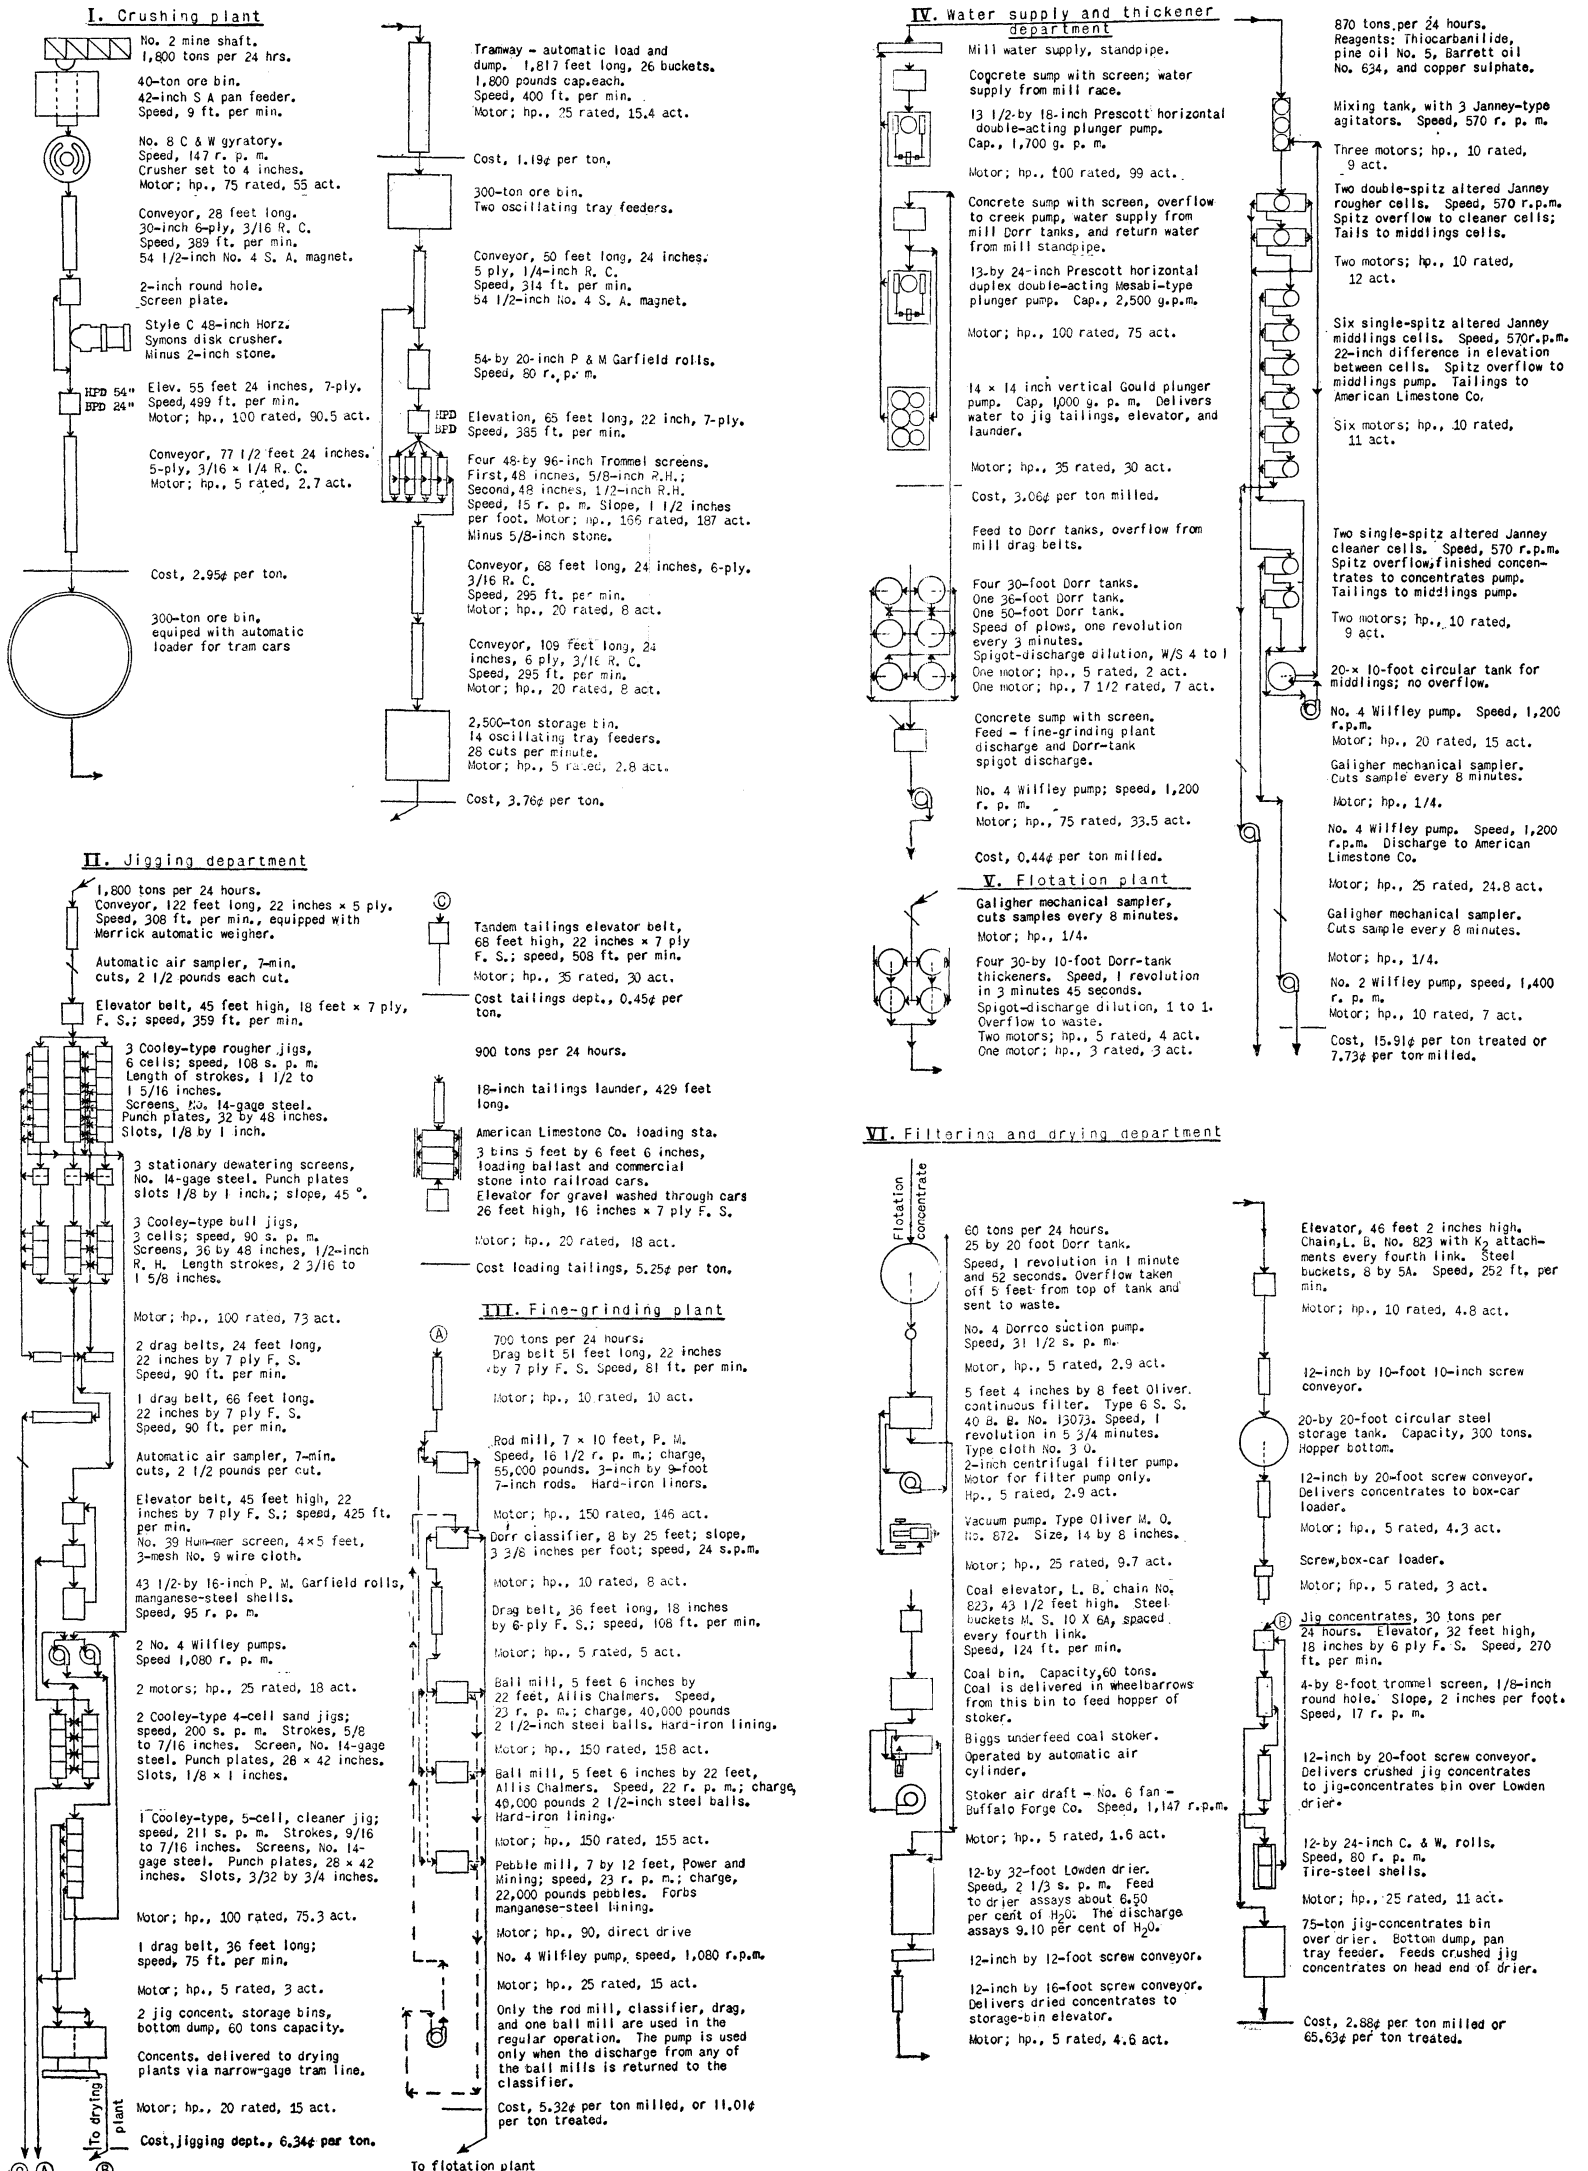 I. Crushing plant
No. 2 mine shaft.
1,800 tons per 24 hrs.
40-ton ore bin.
42-inch S A pan feeder.
Speed, 9 ft. per min.
No. 8 C & W gyratory.
Speed, 147 r. p. m.
Crusher set to 4 inches.
Motor; hp., 75 rated, 55 act.
Conveyor, 28 feet long.
30-inch 6-ply, 3/16 R. C.
Speed, 389 ft. per min.
54 1/2-inch No. 4 S. A. magnet.
2-inch round hole.
Screen plate.
Style C 48-inch Horz.
Symons disk crusher.
Minus 2-inch stone.
HPD 54"
BPD 24"
Elev. 55 feet 24 inches, 7-ply.
Speed, 499 ft. per min.
Motor; hp., 100 rated, 90.5 act.
Conveyor, 77 1/2 feet 24 inches.
5-ply, 3/16 × 1/4 R. C.
Motor; hp., 5 rated, 2.7 act.
Cost, 2.95¢ per ton.
300-ton ore bin,
equiped with automatic
loader for tram cars
Tramway - automatic load and
dump. 1,817 feet long, 26 buckets.
1,800 pounds cap.each.
Speed, 400 ft. per min.
Motor; hp., 25 rated, 15.4 act.
Cost, 1.19¢ per ton.
300-ton ore bin.
Two oscillating tray feeders.
Conveyor, 50 feet long, 24 inches.
5 ply, 1/4-inch R. C.
Speed, 314 ft. per min.
54 1/2-inch No. 4 S. A. magnet.
54-by 20-inch P & M Garfield rolls.
Speed, 80 r. p. m.
HPD
BPD
Elevation, 65 feet long, 22 inch, 7-ply.
Speed, 385 ft. per min.
Four 48-by 96-inch Trommel screens.
First, 48 inches, 5/8-inch R.H.;
Second, 48 inches, 1/2-inch R.H.
Speed, 15 r. p. m. Slope, 1 1/2 inches
per foot. Motor; hp., 166 rated, 187 act.
Minus 5/8-inch stone.
Conveyor, 68 feet long, 24 inches, 6-ply.
3/16 R. C.
Speed, 295 ft. per min.
Motor; hp., 20 rated, 8 act.
Conveyor, 109 feet long, 24
inches, 6 ply, 3/16 R. C.
Speed, 295 ft. per min.
Motor; hp., 20 rated, 8 act.
2,500-ton storage bin.
14 oscillating tray feeders.
28 cuts per minute.
Motor; hp., 5 rated, 2.8 act.
Cost, 3.76¢ per ton.
II. Jigging department
1,800 tons per 24 hours.
Conveyor, 122 feet long, 22 inches × 5 ply.
Speed, 308 ft. per min., equipped with
Merrick automatic weigher.
Automatic air sampler, 7-min.
cuts, 2 1/2 pounds each cut.
Elevator belt, 45 feet high, 18 feet × 7 ply,
F. S.; speed, 359 ft. per min.
3 Cooley-type rougher jigs,
6 cells; speed, 108 s. p. m.
Length of strokes, 1 1/2 to
1 5/16 inches.
Screens, No. 14-gage steel.
Punch plates, 32 by 48 inches.
Slots, 1/8 by 1 inch.
3 stationary dewatering screens,
No. 14-gage steel. Punch plates
slots 1/8 by 1 inch.; slope, 45 °.
3 Cooley-type bull jigs,
3 cells; speed, 90 s. p. m.
Screens, 36 by 48 inches, 1/2-inch
R. H. Length strokes, 2 3/16 to
1 5/8 inches.
Motor; hp., 100 rated, 73 act.
2 drag belts, 24 feet long,
22 inches by 7 ply F. S.
Speed, 90 ft. per min.
1 drag belt, 66 feet long.
22 inches by 7 ply F. S.
Speed, 90 ft. per min.
Automatic air sampler, 7-min.
cuts, 2 1/2 pounds per cut.
Elevator belt, 45 feet high, 22
inches by 7 ply F. S.; speed, 425 ft.
per min.
No. 39 Hum-mer screen, 4×5 feet,
3-mesh No. 9 wire cloth.
43 1/2-by 16-inch P. M. Garfield rolls,
manganese-steel shells.
Speed, 95 r. p. m.
2 No. 4 Wilfley pumps.
Speed 1,080 r. p. m.
2 motors; hp., 25 rated, 18 act.
2 Cooley-type 4-cell sand jigs;
speed, 200 s. p. m. Strokes, 5/8
to 7/16 inches. Screen, No. 14-gage
steel. Punch plates, 28 × 42 inches.
Slots, 1/8 × 1 inches.
1 Cooley-type, 5-cell, cleaner jig;
speed, 211 s. p. m. Strokes, 9/16
to 7/16 inches. Screens, No. 14-
gage steel. Punch plates, 28 × 42
inches. Slots, 3/32 by 3/4 inches.
Motor; hp., 100 rated, 75.3 act.
1 drag belt, 36 feet long;
speed, 75 ft. per min.
Motor; hp., 5 rated, 3 act.
2 jig concent. storage bins,
bottom dump, 60 tons capacity.
Concents. delivered to drying
plants via narrow-gage tram line.
Motor; hp., 20 rated, 15 act.
To drying
plant
Cost, jigging dept., 6.34¢ per ton.
C A B
C
Tandem tailings elevator belt,
68 feet high, 22 inches × 7 ply
F. S.; speed, 508 ft. per min.
Motor; hp., 35 rated, 30 act.
Cost tailings dept., 0.45¢ per
ton.
900 tons per 24 hours.
18-inch tailings launder, 429 feet
long.
American Limestone Co. loading sta.
3 bins 5 feet by 6 feet 6 inches,
loading ballast and commercial
stone into railroad cars.
Elevator for gravel washed through cars
26 feet high, 16 inches × 7 ply F. S.
Motor; hp., 20 rated, 18 act.
Cost loading tailings, 5.25¢ per ton.
III. Fine-grinding plant
A
700 tons per 24 hours.
Drag belt 51 feet long, 22 inches
by 7 ply F. S. Speed, 81 ft. per min.
Motor; hp., 10 rated, 10 act.
Rod mill, 7 × 10 feet, P. M.
Speed, 16 1/2 r. p. m.; charge,
55,000 pounds. 3-inch by 9-foot
7-inch rods. Hard-iron liners.
Motor; hp., 150 rated, 146 act.
Dorr classifier, 8 by 25 feet; slope,
3 3/8 inches per foot; speed, 24 s.p.m.
Motor; hp., 10 rated, 8 act.
Drag belt, 36 feet long, 18 inches
by 6-ply F. S.; speed, 108 ft. per min.
Motor; hp., 5 rated, 5 act.
Ball mill, 5 feet 6 inches by
22 feet, Allis Chalmers. Speed,
23 r. p. m.; charge, 40,000 pounds
2 1/2-inch steel balls. Hard-iron lining.
Motor; hp., 150 rated, 158 act.
Ball mill, 5 feet 6 inches by 22 feet,
Allis Chalmers. Speed, 22 r. p. m.; charge,
40,000 pounds 2 1/2-inch steel balls.
Hard-iron lining.
Motor; hp., 150 rated, 155 act.
Pebble mill, 7 by 12 feet, Power and
Mining; speed, 23 r. p. m.; charge,
22,000 pounds pebbles. Forbs
manganese-steel lining.
Motor; hp., 90, direct drive
No. 4 Wilfley pump, speed, 1,080 r.p.m.
Motor; hp., 25 rated, 15 act.
Only the rod mill, classifier, drag,
and one ball mill are used in the
regular operation. The pump is used
only when the discharge from any of
the ball mills is returned to the
classifier.
Cost, 5.32¢ per ton milled, or 11.01¢
per ton treated.
To flotation plant
IV. Water supply and thickener
department
Mill water supply, standpipe.
Concrete sump with screen; water
supply from mill race.
13 1/2-by 18-inch Prescott horizontal
double-acting plunger pump.
Cap., 1,700 g. p. m.
Motor; hp., 100 rated, 99 act.
Concrete sump with screen, overflow
to creek pump, water supply from
mill Dorr tanks, and return water
from mill standpipe.
13-by 24-inch Prescott horizontal
duplex double-acting Mesabi-type
plunger pump. Cap., 2,500 g.p.m.
Motor; hp., 100 rated, 75 act.
14 × 14 inch vertical Gould plunger
pump. Cap, 1,000 g. p. m. Delivers
water to jig tailings, elevator, and
launder.
Motor; hp., 35 rated, 30 act.
Cost, 3.06¢ per ton milled.
Feed to Dorr tanks, overflow from
mill drag belts.
Four 30-foot Dorr tanks.
One 36-foot Dorr tank.
One 50-foot Dorr tank.
Speed of plows, one revolution
every 3 minutes.
Spigot-discharge dilution, W/S 4 to 1
One motor; hp., 5 rated, 2 act.
One motor; hp., 7 1/2 rated, 7 act.
Concrete sump with screen.
Feed - fine-grinding plant
discharge and Dorr-tank
spigot discharge.
No. 4 Wilfley pump; speed, 1,200
r. p. m.
Motor; hp., 75 rated, 33.5 act.
Cost, 0.44¢ per ton milled.
V. Flotation plant
Galigher mechanical sampler,
cuts samples every 8 minutes.
Motor; hp., 1/4.
Four 30-by 10-foot Dorr-tank
thickeners. Speed, 1 revolution
in 3 minutes 45 seconds.
Spigot-discharge dilution, 1 to 1.
Overflow to waste.
Two motors; hp., 5 rated, 4 act.
One motor; hp., 3 rated, 3 act.
870 tons per 24 hours.
Reagents: Thiocarbanilide,
pine oil No. 5, Barrett oil
No. 634, and copper sulphate.
Mixing tank, with 3 Janney-type
agitators. Speed, 570 r. p. m.
Three motors; hp., 10 rated,
9 act.
Two double-spitz altered Janney
rougher cells. Speed, 570 r.p.m.
Spitz overflow to cleaner cells;
Tails to middlings cells.
Two motors; hp., 10 rated,
12 act.
Six single-spitz altered Janney
middlings cells. Speed, 570r.p.m.
22-inch difference in elevation
between cells. Spitz overflow to
middlings pump. Tailings to
American Limestone Co.
Six motors; hp., 10 rated,
11 act.
Two single-spitz altered Janney
cleaner cells. Speed, 570 r.p.m.
Spitz overflow, finished concen-
trates to concentrates pump.
Tailings to middlings pump.
Two motors; hp., 10 rated,
9 act.
20-× 10-foot circular tank for
middlings; no overflow.
No. 4 Wilfley pump. Speed, 1,200
r.p.m.
Motor; hp., 20 rated, 15 act.
Galigher mechanical sampler.
Cuts sample every 8 minutes.
Motor; hp., 1/4.
No. 4 Wilfley pump. Speed, 1,200
r.p.m. Discharge to American
Limestone Co.
Motor; hp., 25 rated, 24.8 act.
Galigher mechanical sampler.
Cuts sample every 8 minutes.
Motor; hp., 1/4.
No. 2 Wilfley pump, speed, 1,400
r. p. m.
Motor; hp., 10 rated, 7 act.
Cost, 15.91¢ per ton treated or
7.73¢ per ton milled.
VI. Filtering and drying department
Flotation
concentrate
60 tons per 24 hours.
25 by 20 foot Dorr tank.
Speed, 1 revolution in 1 minute
and 52 seconds. Overflow taken
off 5 feet from top of tank and
sent to waste.
No. 4 Dorrco suction pump.
Speed, 31 1/2 s. p. m.
Motor, hp., 5 rated, 2.9 act.
5 feet 4 inches by 8 feet Oliver.
continuous filter. Type 6 S. S.
40 B. B. No. 13073. Speed, 1
revolution in 5 3/4 minutes.
Type cloth No. 3 O.
2-inch centrifugal filter pump.
Motor for filter pump only.
Hp., 5 rated, 2.9 act.
Vacuum pump. Type Oliver M. O.
No. 872. Size, 14 by 8 inches.
Motor; hp., 25 rated, 9.7 act.
Coal elevator, L. B. chain No.
823, 43 1/2 feet high. Steel
buckets M. S. 10 X 6A, spaced
every fourth link.
Speed, 124 ft. per min.
Coal bin. Capacity, 60 tons.
Coal is delivered in wheelbarrows
from this bin to feed hopper of
stoker.
Biggs underfeed coal stoker.
Operated by automatic air
cylinder.
Stoker air draft - No. 6 fan -
Buffalo Forge Co. Speed, 1,147 r.p.m.
Motor; hp., 5 rated, 1.6 act.
12-by 32-foot Lowden drier.
Speed, 2 1/3 s. p. m. Feed
to drier assays about 6.50
per cent of H2O. The discharge
assays 9.10 per cent of H2O.
12-inch by 12-foot screw conveyor.
12-inch by 16-foot screw conveyor.
Delivers dried concentrates to
storage-bin elevator.
Motor; hp., 5 rated, 4.6 act.
Elevator, 46 feet 2 inches high.
Chain, L. B. No. 823 with K2 attach-
ments every fourth link. Steel
buckets, 8 by 5A. Speed, 252 ft. per
min.
Motor; hp., 10 rated, 4.8 act.
12-inch by 10-foot 10-inch screw
conveyor.
20-by 20-foot circular steel
storage tank. Capacity, 300 tons.
Hopper bottom.
12-inch by 20-foot screw conveyor.
Delivers concentrates to box-car
loader.
Motor; hp., 5 rated, 4.3 act.
Screw, box-car loader.
Motor; hp., 5 rated, 3 act.
B
Jig concentrates, 30 tons per
24 hours. Elevator, 32 feet high,
18 inches by 6 ply F. S. Speed, 270
ft. per min.
4-by 8-foot trommel screen, 1/8-inch
round hole. Slope, 2 inches per foot.
Speed, 17 r. p. m.
12-inch by 20-foot screw conveyor.
Delivers crushed jig concentrates
to jig-concentrates bin over Lowden
drier.
12-by 24-inch C. & W. rolls.
Speed, 80 r. p. m.
Tire-steel shells.
Motor; hp., 25 rated, 11 act.
75-ton jig-concentrates bin
over drier. Bottom dump, pan
tray feeder. Feeds crushed jig
concentrates on head end of drier.
Cost, 2.88¢ per ton milled or
65.63¢ per ton treated.